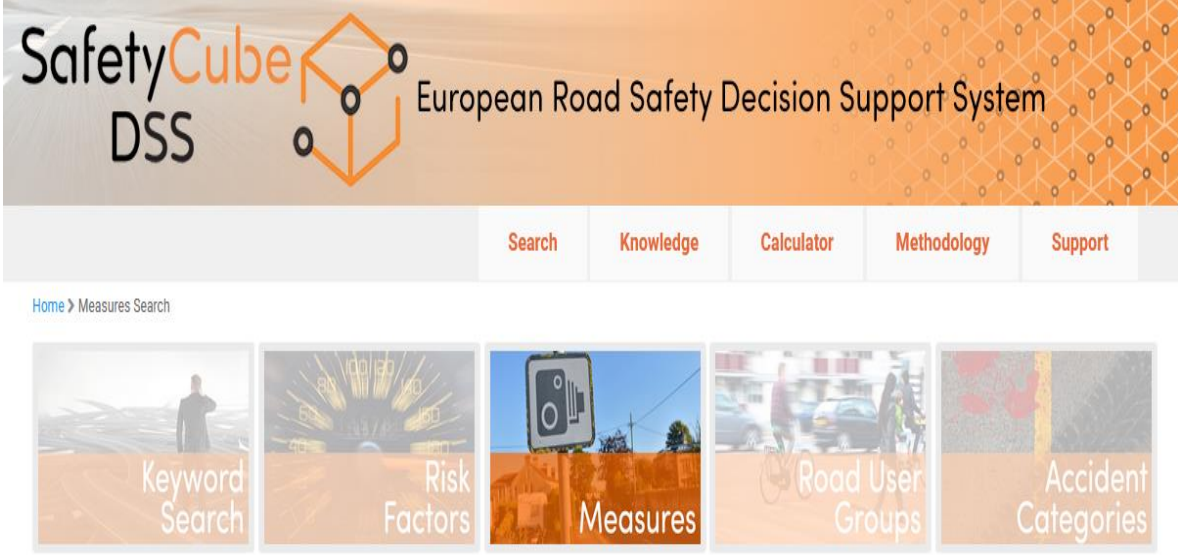 SafetyCube
DSS
European Road Safety Decision Support System
Search Knowledge Calculator Methodology Support
Home > Measures Search
Keyword
Search
Risk
Factors
Measures
Road User
Groups
Accident
Categories